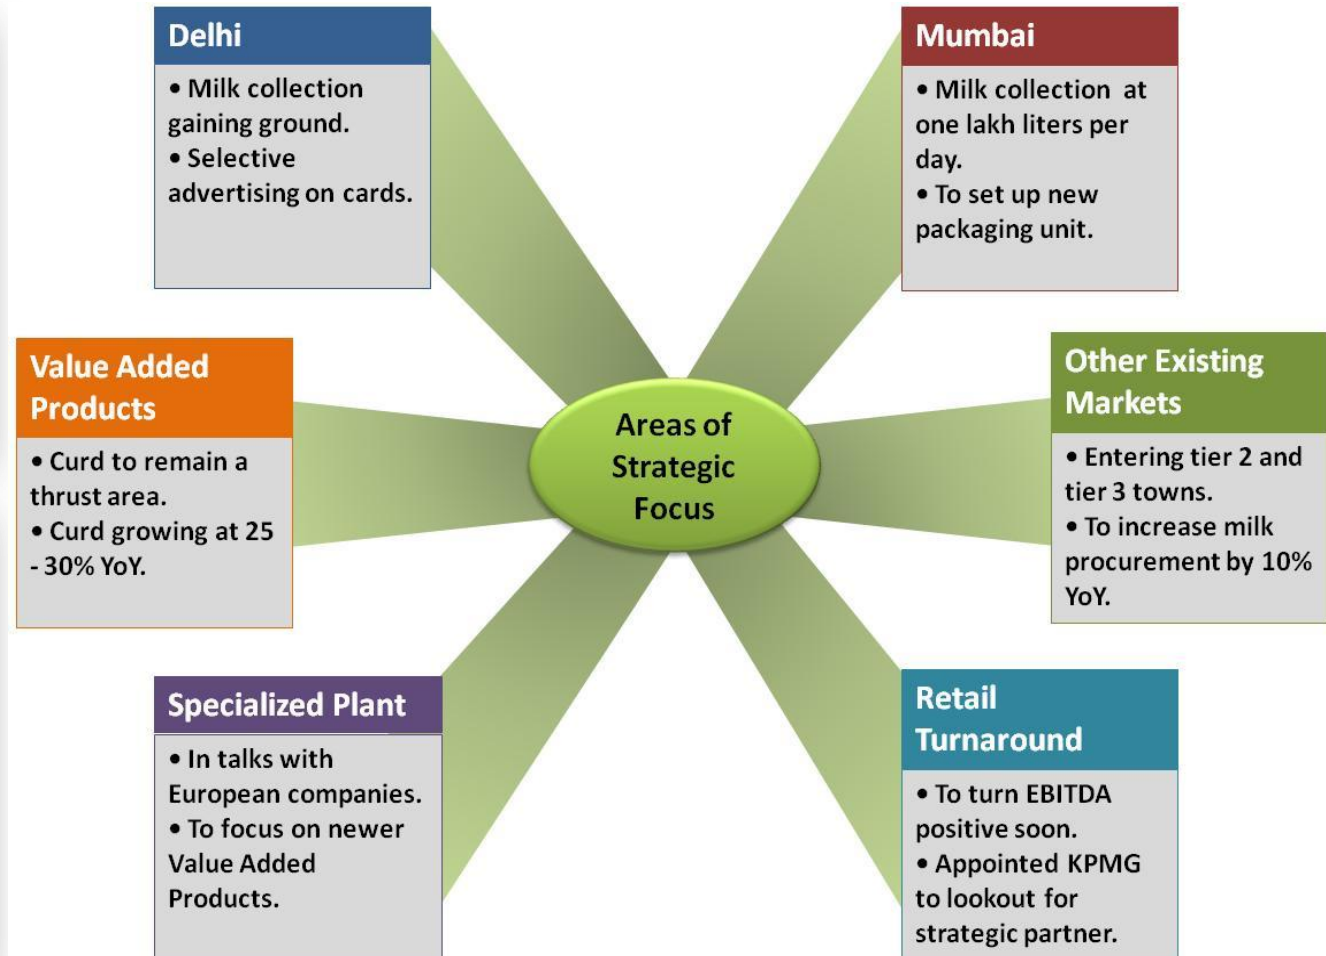 Delhi
• Milk collection
gaining ground.
• Selective
advertising on cards.
Mumbai
• Milk collection at
one lakh liters per
day.
• To set up new
packaging unit.
Value Added
Products
• Curd to remain a
thrust area.
• Curd growing at 25
- 30% YoY.
Areas of
Strategic
Focus
Other Existing
Markets
• Entering tier 2 and
tier 3 towns.
• To increase milk
procurement by 10%
YoY.
Specialized Plant
• In talks with
European companies.
• To focus on newer
Value Added
Products.
Retail
Turnaround
• To turn EBITDA
positive soon.
• Appointed KPMG
to lookout for
strategic partner.